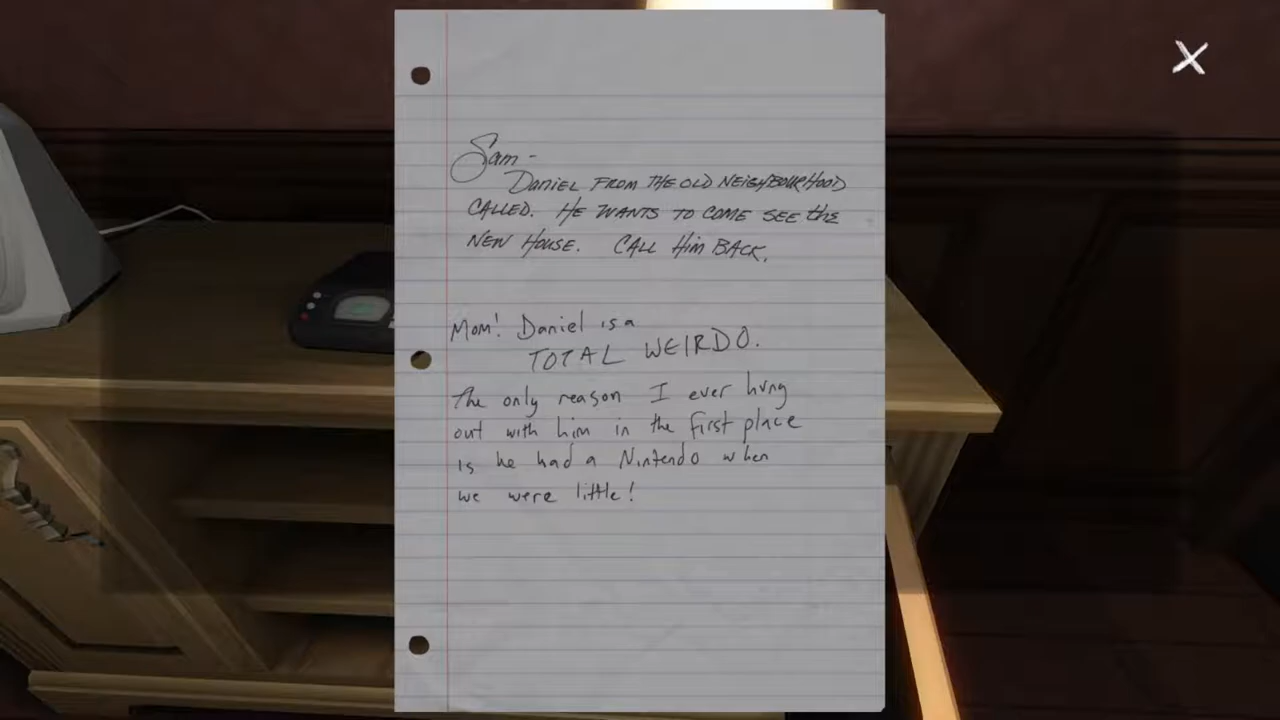 Sam -
DANIEL FROM THE OLD NEIGHBOURHOOD
CALLED. HE WANTS TO COME SEE the
NEW HOUSE. CALL HIM BACK.
Mom! Daniel is a
TOTAL WEIRDO.
The only reason I ever hung
out with him in the first place
is he had a Nintendo when
we were little!